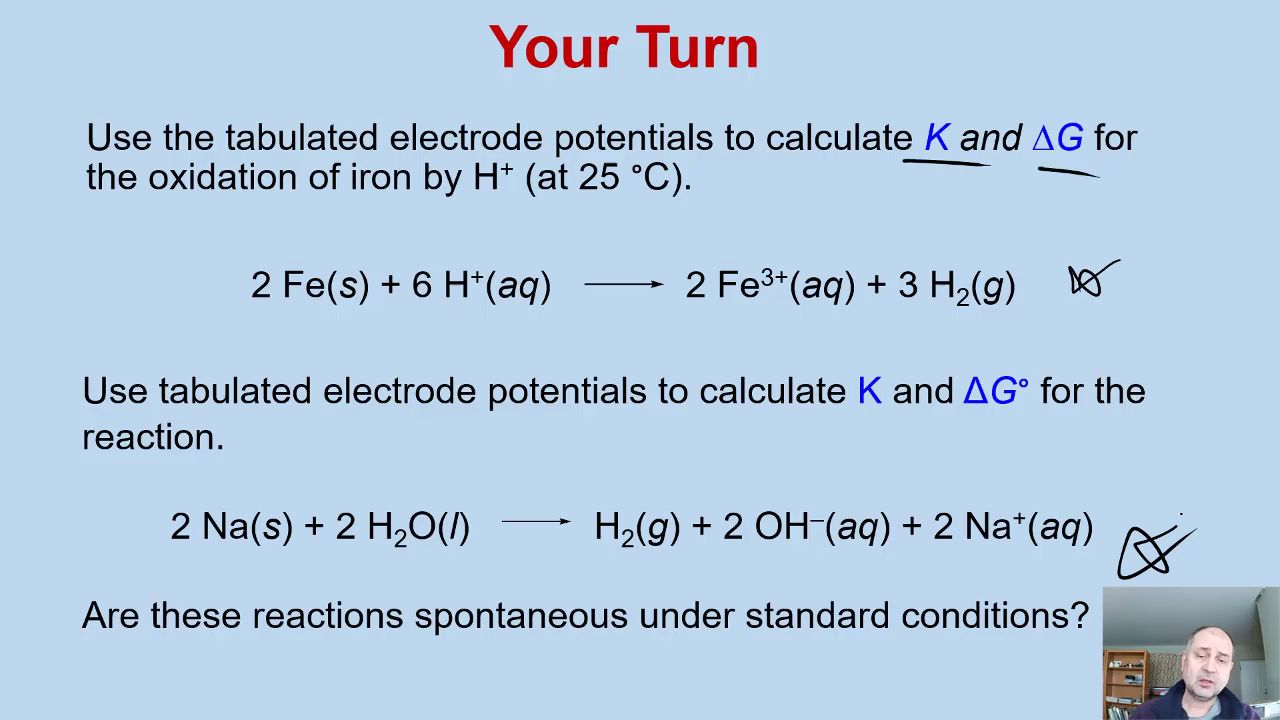 Your Turn
Use the tabulated electrode potentials to calculate K and ΔG for
the oxidation of iron by H⁺ (at 25 °C).
2 Fe(s) + 6 H⁺(aq) ⟶ 2 Fe³⁺(aq) + 3 H₂(g)
Use tabulated electrode potentials to calculate K and ΔG° for the
reaction.
2 Na(s) + 2 H₂O(l) ⟶ H₂(g) + 2 OH⁻(aq) + 2 Na⁺(aq)
Are these reactions spontaneous under standard conditions?